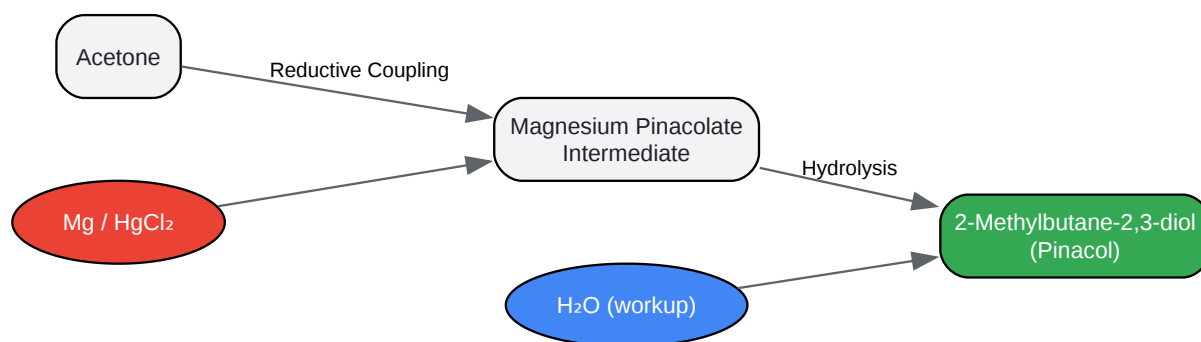 Acetone
Reductive Coupling
Magnesium Pinacolate
Intermediate
Mg / HgCl₂
Hydrolysis
2-Methylbutane-2,3-diol
(Pinacol)
H₂O (workup)